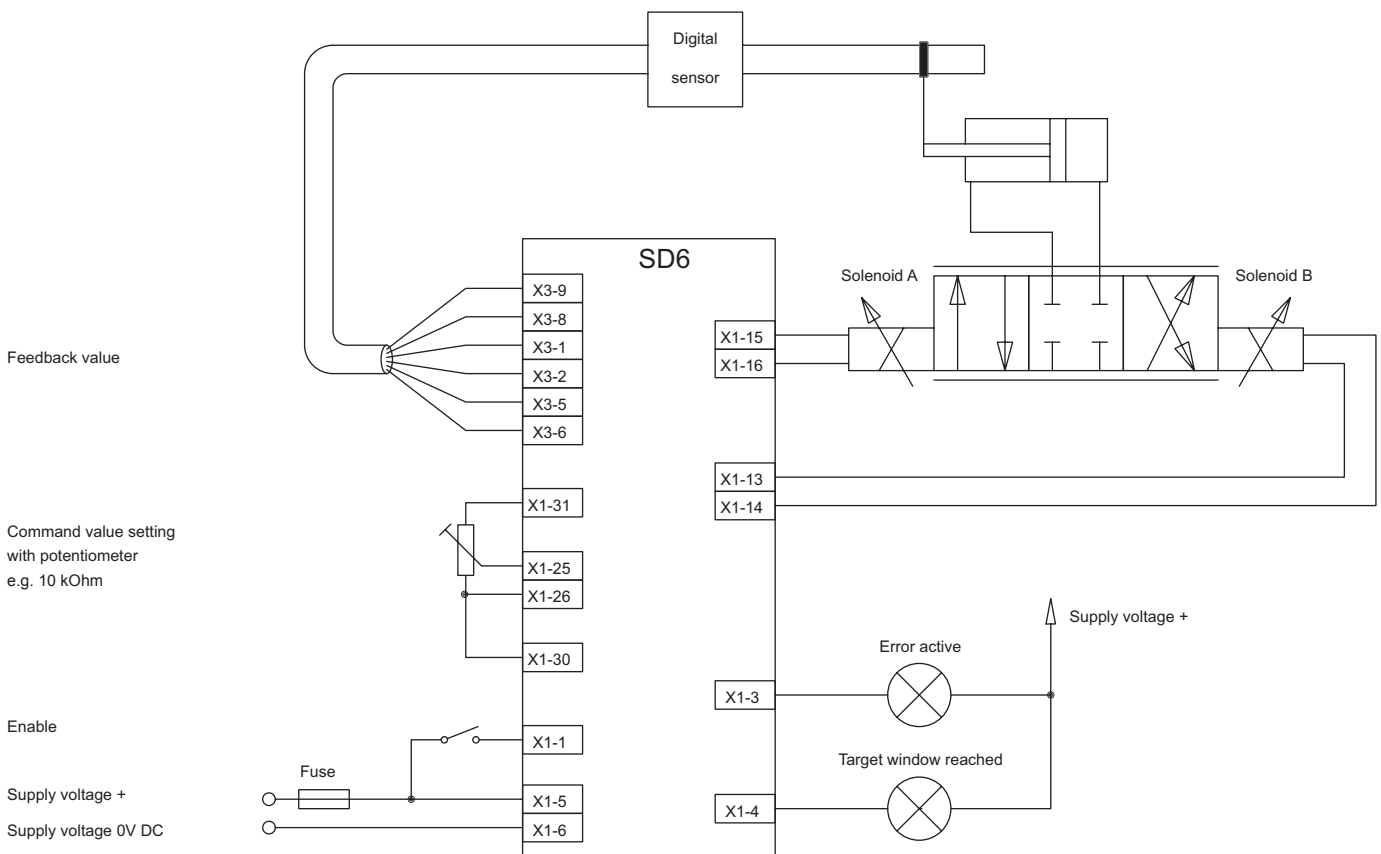 Digital
sensor
SD6
Solenoid A
Solenoid B
X3-9
X3-8
X3-1
X3-2
X3-5
X3-6
Feedback value
X1-15
X1-16
X1-13
X1-14
Command value setting
with potentiometer
e.g. 10 kOhm
X1-31
X1-25
X1-26
X1-30
Supply voltage +
Error active
X1-3
Enable
X1-1
Target window reached
Fuse
Supply voltage +
X1-5
X1-4
Supply voltage 0V DC
X1-6